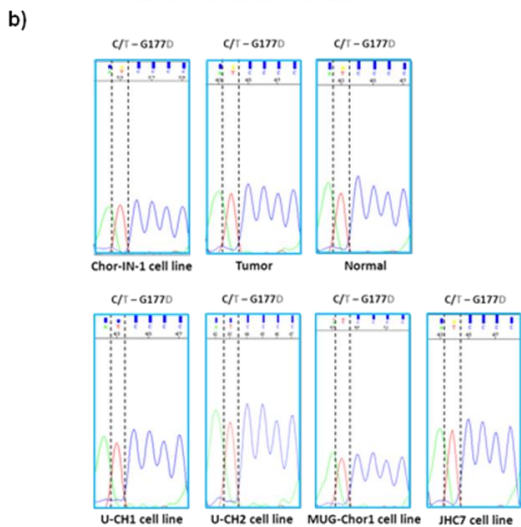 b)
C/T – G177D C/T – G177D C/T – G177D
Chor-IN-1 cell line Tumor Normal
C/T – G177D C/T – G177D C/T – G177D C/T – G177D
U-CH1 cell line U-CH2 cell line MUG-Chor1 cell line JHC7 cell line